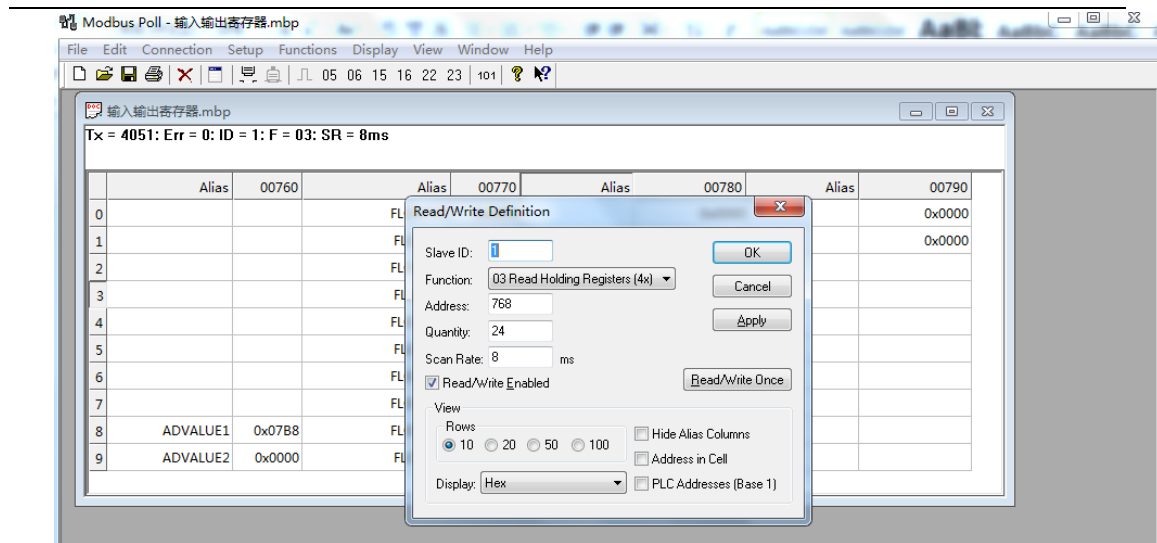 Modbus Poll - 输入输出寄存器.mbp
File Edit Connection Setup Functions Display View Window Help
05 06 15 16 22 23 101
输入输出寄存器.mbp
Tx = 4051: Err = 0: ID = 1: F = 03: SR = 8ms
Alias 00760 Alias 00770 Alias 00780 Alias 00790
0 FL 0x0000
1 FL 0x0000
2 FL
3 FL
4 FL
5 FL
6 FL
7 FL
8 ADVALUE1 0x07B8 FL
9 ADVALUE2 0x0000 FL
Read/Write Definition
Slave ID: 1
OK
Function: 03 Read Holding Registers (4x)
Cancel
Address: 768
Apply
Quantity: 24
Scan Rate: 8 ms
Read/Write Enabled
Read/Write Once
View
Rows
10 20 50 100
Hide Alias Columns
Address in Cell
Display: Hex
PLC Addresses (Base 1)